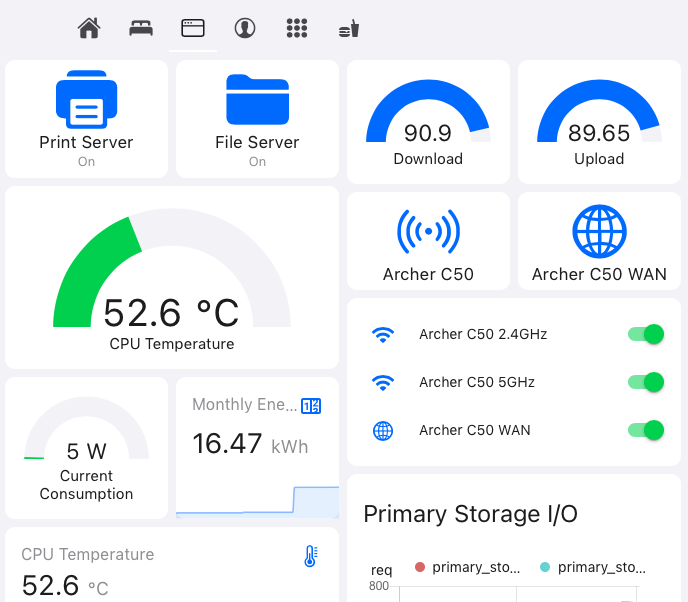 Print Server
On
File Server
On
90.9
Download
89.65
Upload
Archer C50
Archer C50 WAN
52.6 °C
CPU Temperature
Archer C50 2.4GHz
Archer C50 5GHz
Archer C50 WAN
5 W
Current
Consumption
Monthly Ene...
16.47 kWh
CPU Temperature
52.6 °C
Primary Storage I/O
req
primary_sto...
primary_sto...
800